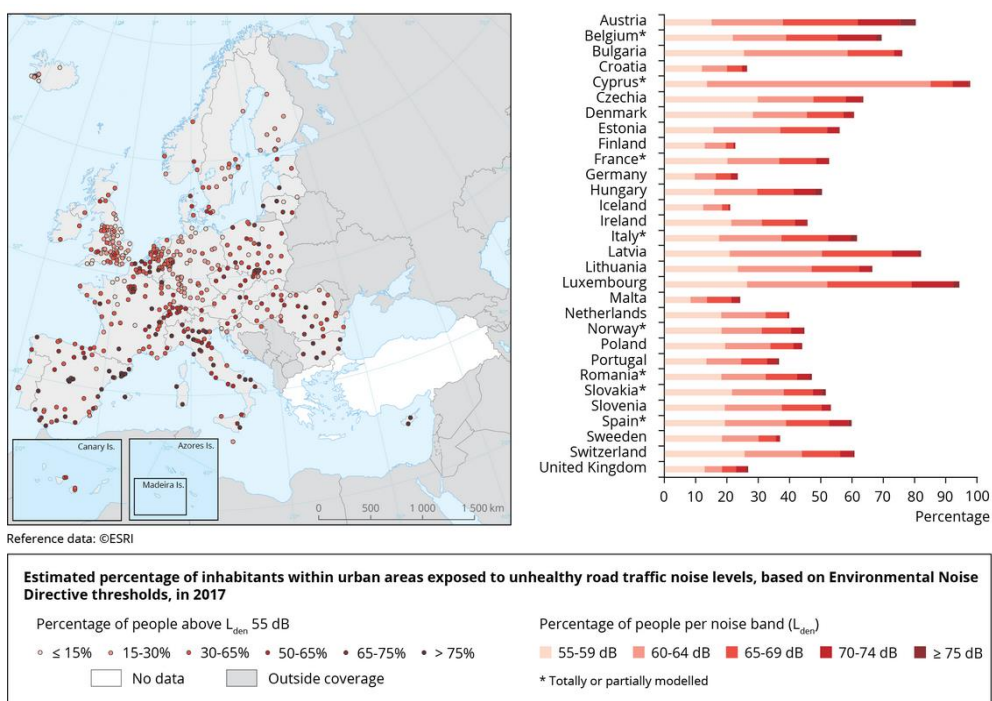 Canary Is.
Azores Is.
Madeira Is.
0 500 1 000 1 500 km
Reference data: ©ESRI
Austria
Belgium*
Bulgaria
Croatia
Cyprus*
Czechia
Denmark
Estonia
Finland
France*
Germany
Hungary
Iceland
Ireland
Italy*
Latvia
Lithuania
Luxembourg
Malta
Netherlands
Norway*
Poland
Portugal
Romania*
Slovakia*
Slovenia
Spain*
Sweeden
Switzerland
United Kingdom
0 10 20 30 40 50 60 70 80 90 100
Percentage
Estimated percentage of inhabitants within urban areas exposed to unhealthy road traffic noise levels, based on Environmental Noise
Directive thresholds, in 2017
Percentage of people above Lden 55 dB
≤ 15% 15-30% 30-65% 50-65% 65-75% > 75%
No data Outside coverage
Percentage of people per noise band (Lden)
55-59 dB 60-64 dB 65-69 dB 70-74 dB ≥ 75 dB
* Totally or partially modelled